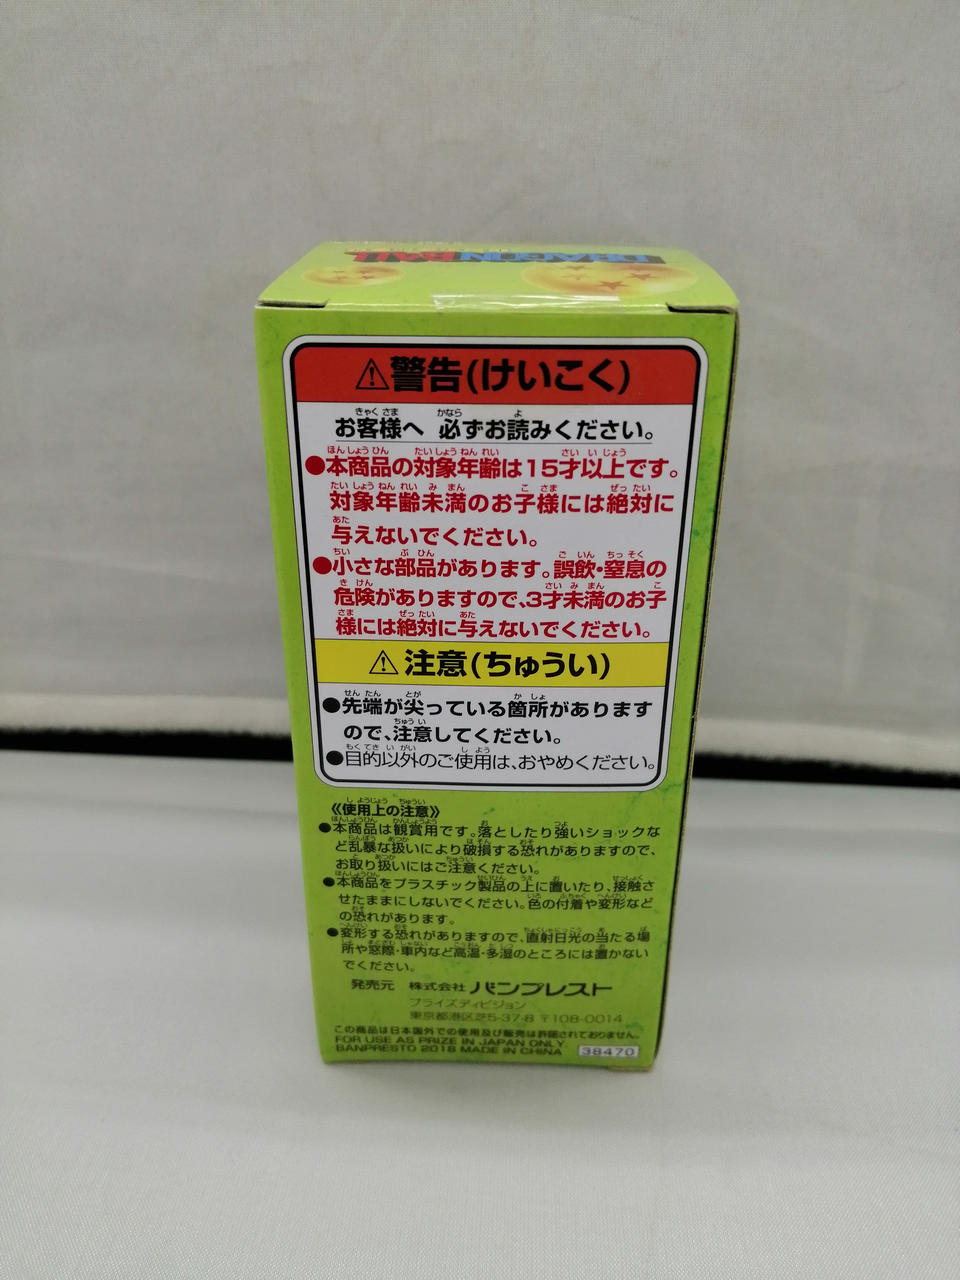 DRAGON BALL
警告(けいこく)
お客様へ 必ずお読みください。
●本商品の対象年齢は15才以上です。
対象年齢未満のお子様には絶対に
与えないでください。
●小さな部品があります。誤飲・窒息の
危険がありますので、3才未満のお子
様には絶対に与えないでください。
注意(ちゅうい)
●先端が尖っている箇所があります
ので、注意してください。
●目的以外のご使用は、おやめください。
《使用上の注意》
●本商品は観賞用です。落としたり強いショックな
ど乱暴な扱いにより破損する恐れがありますので、
お取り扱いにはご注意ください。
●本商品をプラスチック製品の上に置いたり、接触さ
せたままにしないでください。色の付着や変形など
の恐れがあります。
●変形する恐れがありますので、直射日光の当たる場
所や窓際・車内など高温・多湿のところには置かない
でください。
発売元 株式会社 バンプレスト
プライズディビジョン
東京都港区芝5-37-8 〒108-0014
この商品は日本国外での使用及び販売は許諾されておりません。
FOR USE AS PRIZE IN JAPAN ONLY
BANPRESTO 2018 MADE IN CHINA 38470